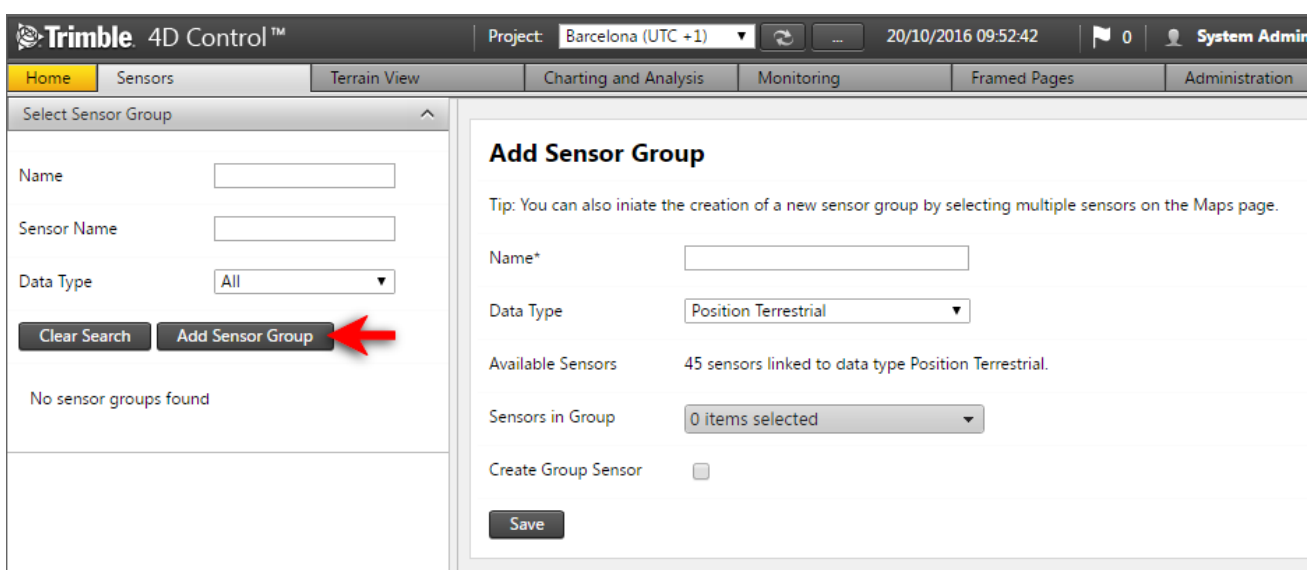 Trimble. 4D Control™ Project: Barcelona (UTC +1) ... 20/10/2016 09:52:42 0 System Admin
Home Sensors Terrain View Charting and Analysis Monitoring Framed Pages Administration
Select Sensor Group
Name
Sensor Name
Data Type All
Clear Search Add Sensor Group
No sensor groups found
Add Sensor Group
Tip: You can also iniate the creation of a new sensor group by selecting multiple sensors on the Maps page.
Name*
Data Type Position Terrestrial
Available Sensors 45 sensors linked to data type Position Terrestrial.
Sensors in Group 0 items selected
Create Group Sensor
Save